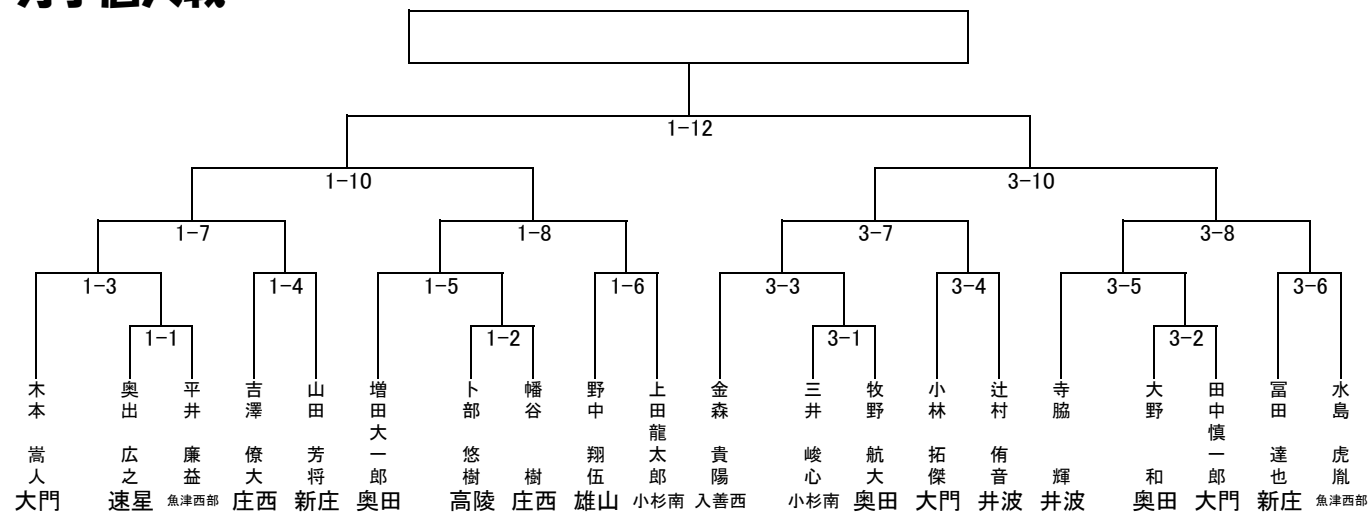 男子個人戦
1-12
1-10
3-10
1-7
1-8
3-7
3-8
1-3
1-4
1-5
1-6
3-3
3-4
3-5
3-6
1-1
1-2
3-1
3-2
木本 嵩人
奥出 広之
平井 廉益
吉澤 僚大
山田 芳将
増田大一郎
卜部 悠樹
幡谷 樹
野中 翔伍
上田龍太郎
金森 貴陽
三井 峻心
牧野 航大
小林 拓傑
辻村 侑音
寺脇 輝
大野 和
田中慎一郎
冨田 達也
水島 虎胤
大門 速星 魚津西部 庄西 新庄 奥田 高陵 庄西 雄山 小杉南 入善西 小杉南 奥田 大門 井波 井波 奥田 大門 新庄 魚津西部